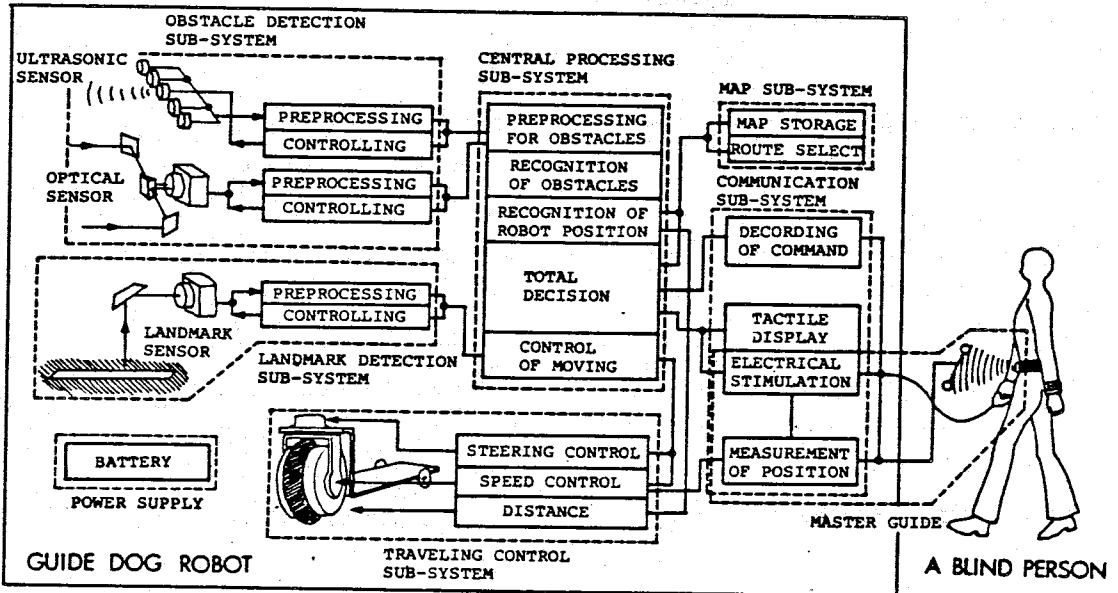 OBSTACLE DETECTION
SUB-SYSTEM
ULTRASONIC
SENSOR
PREPROCESSING
CONTROLLING
OPTICAL
SENSOR
PREPROCESSING
CONTROLLING
CENTRAL PROCESSING
SUB-SYSTEM
PREPROCESSING
FOR OBSTACLES
RECOGNITION
OF OBSTACLES
RECOGNITION OF
ROBOT POSITION
TOTAL
DECISION
CONTROL
OF MOVING
MAP SUB-SYSTEM
MAP STORAGE
ROUTE SELECT
COMMUNICATION
SUB-SYSTEM
DECORDING
OF COMMAND
TACTILE
DISPLAY
ELECTRICAL
STIMULATION
MEASUREMENT
OF POSITION
PREPROCESSING
CONTROLLING
LANDMARK
SENSOR
LANDMARK DETECTION
SUB-SYSTEM
STEERING CONTROL
SPEED CONTROL
DISTANCE
TRAVELING CONTROL
SUB-SYSTEM
BATTERY
POWER SUPPLY
MASTER GUIDE
GUIDE DOG ROBOT
A BLIND PERSON